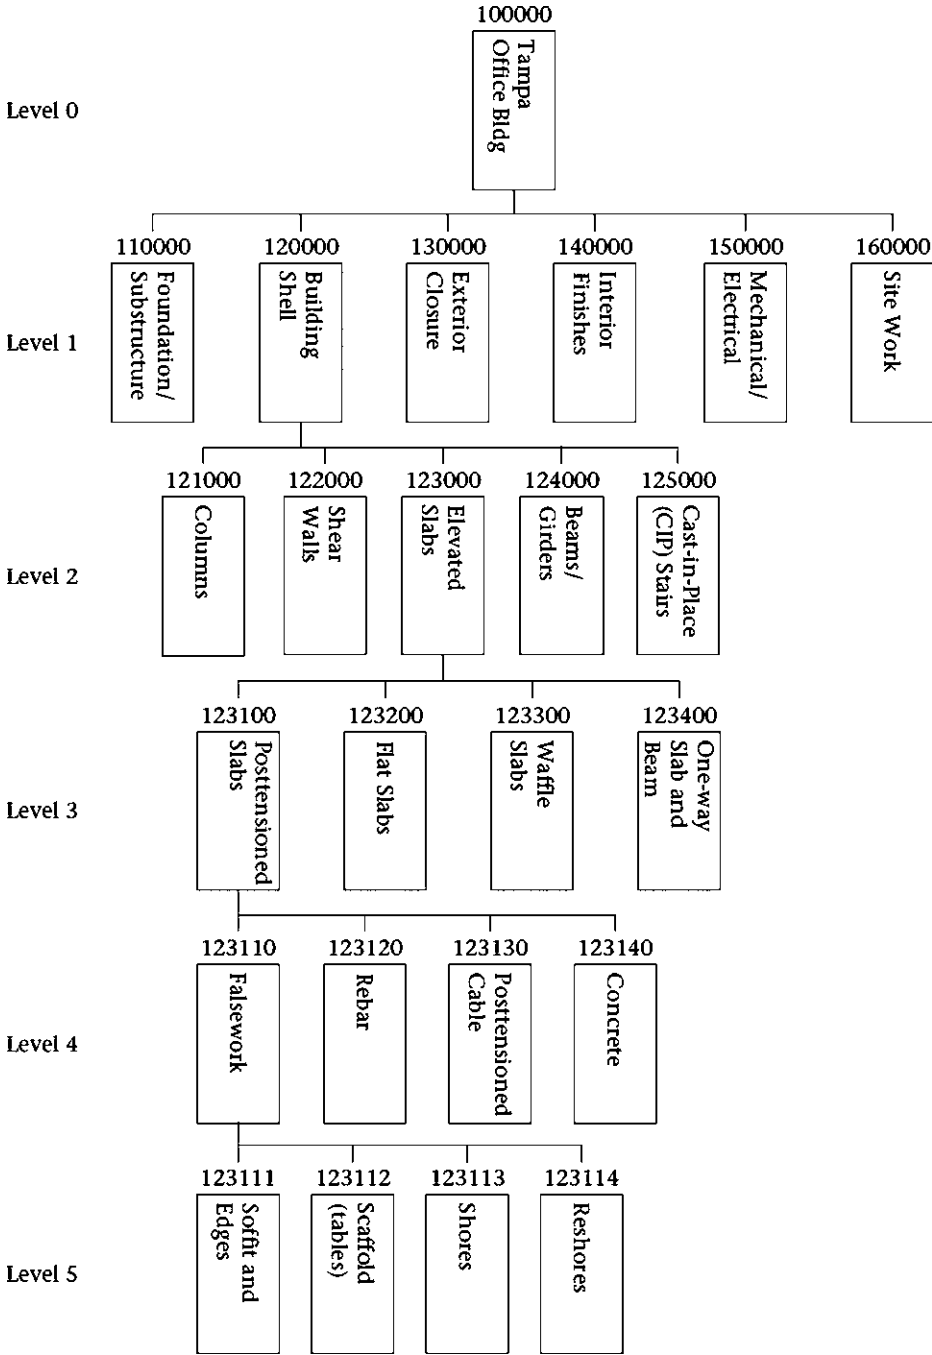 100000
Tampa
Office Bldg
Level 0
110000
120000
130000
140000
150000
160000
Foundation/
Substructure
Building
Shell
Exterior
Closure
Interior
Finishes
Mechanical/
Electrical
Site Work
Level 1
121000
122000
123000
124000
125000
Columns
Shear
Walls
Elevated
Slabs
Beams/
Girders
Cast-in-Place
(CIP) Stairs
Level 2
123100
123200
123300
123400
Posttensioned
Slabs
Flat Slabs
Waffle
Slabs
One-way
Slab and
Beam
Level 3
123110
123120
123130
123140
Falsework
Rebar
Posttensioned
Cable
Concrete
Level 4
123111
123112
123113
123114
Soffit and
Edges
Scaffold
(tables)
Shores
Reshores
Level 5